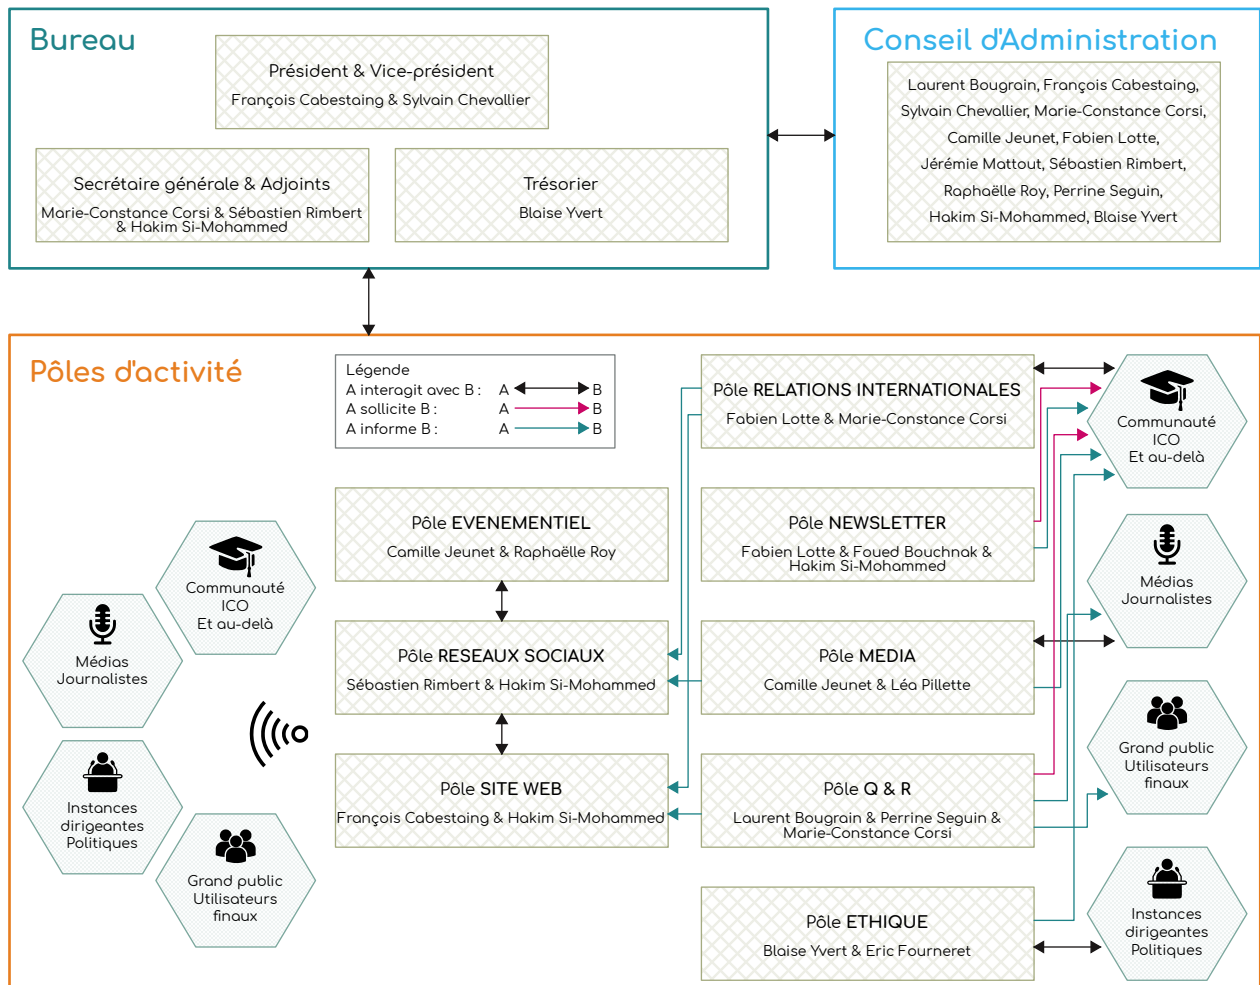 Bureau
Président & Vice-président
François Cabestaing & Sylvain Chevallier
Secrétaire générale & Adjoints
Marie-Constance Corsi & Sébastien Rimbert
& Hakim Si-Mohammed
Trésorier
Blaise Yvert
Conseil d'Administration
Laurent Bougrain, François Cabestaing,
Sylvain Chevallier, Marie-Constance Corsi,
Camille Jeunet, Fabien Lotte,
Jérémie Mattout, Sébastien Rimbert,
Raphaëlle Roy, Perrine Seguin,
Hakim Si-Mohammed, Blaise Yvert
Pôles d'activité
Légende
A interagit avec B : A B
A sollicite B : A B
A informe B : A B
Communauté
ICO
Et au-delà
Médias
Journalistes
Instances
dirigeantes
Politiques
Grand public
Utilisateurs
finaux
Pôle EVENEMENTIEL
Camille Jeunet & Raphaëlle Roy
Pôle RESEAUX SOCIAUX
Sébastien Rimbert & Hakim Si-Mohammed
Pôle SITE WEB
François Cabestaing & Hakim Si-Mohammed
Pôle RELATIONS INTERNATIONALES
Fabien Lotte & Marie-Constance Corsi
Pôle NEWSLETTER
Fabien Lotte & Foued Bouchnak &
Hakim Si-Mohammed
Pôle MEDIA
Camille Jeunet & Léa Pillette
Pôle Q & R
Laurent Bougrain & Perrine Seguin &
Marie-Constance Corsi
Pôle ETHIQUE
Blaise Yvert & Eric Fourneret
Communauté
ICO
Et au-delà
Médias
Journalistes
Grand public
Utilisateurs
finaux
Instances
dirigeantes
Politiques